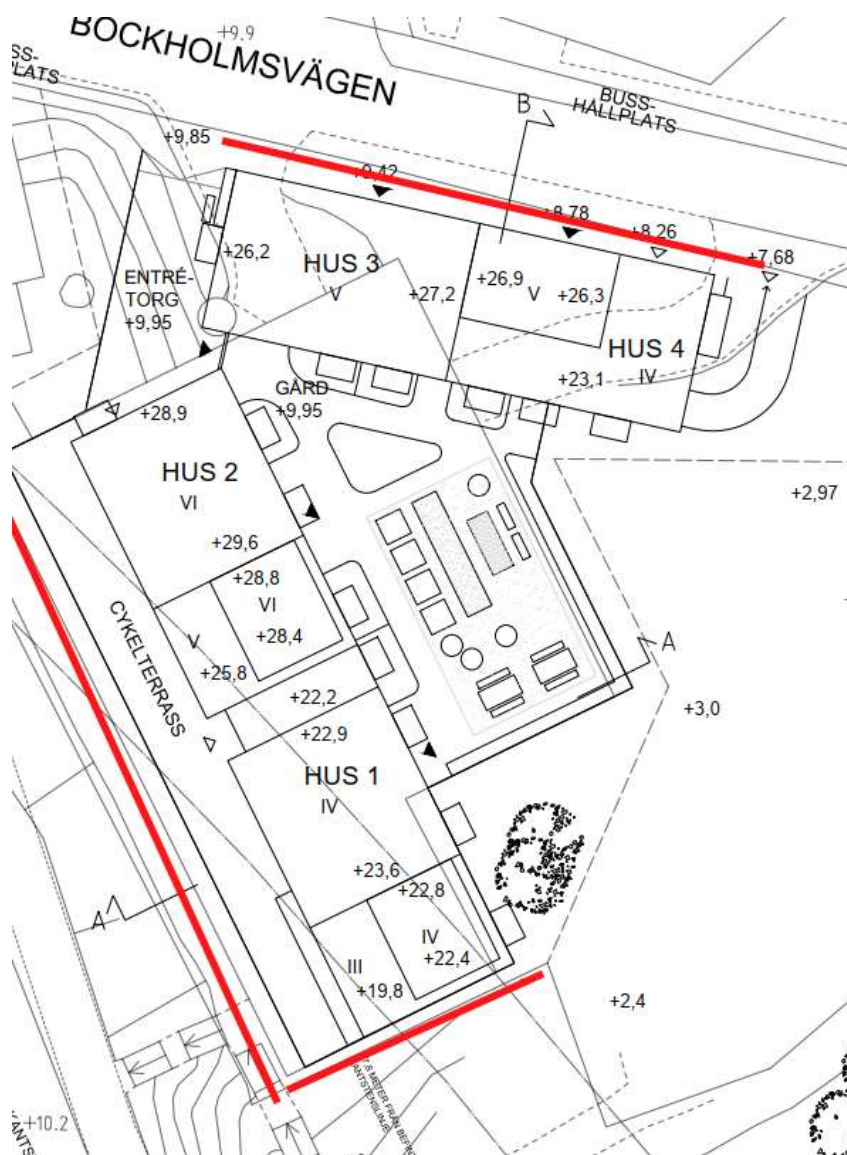 +9.9
BOCKHOLMSVÄGEN
BUSS-
HÅLLPLATS
B
+9,85
+9,42
+8,78
+8,26
+7,68
+26,2
HUS 3
V
+27,2
+26,9
V
+26,3
HUS 4
+23,1
IV
ENTRÉ-
TORG
+9,95
GÅRD
+9,95
+28,9
HUS 2
VI
+29,6
+28,8
VI
+28,4
V
+25,8
+22,2
CYKELTERRASS
+2,97
A
+3,0
+22,9
HUS 1
IV
+23,6
+22,8
IV
+22,4
III
+19,8
A
+2,4
+10.2